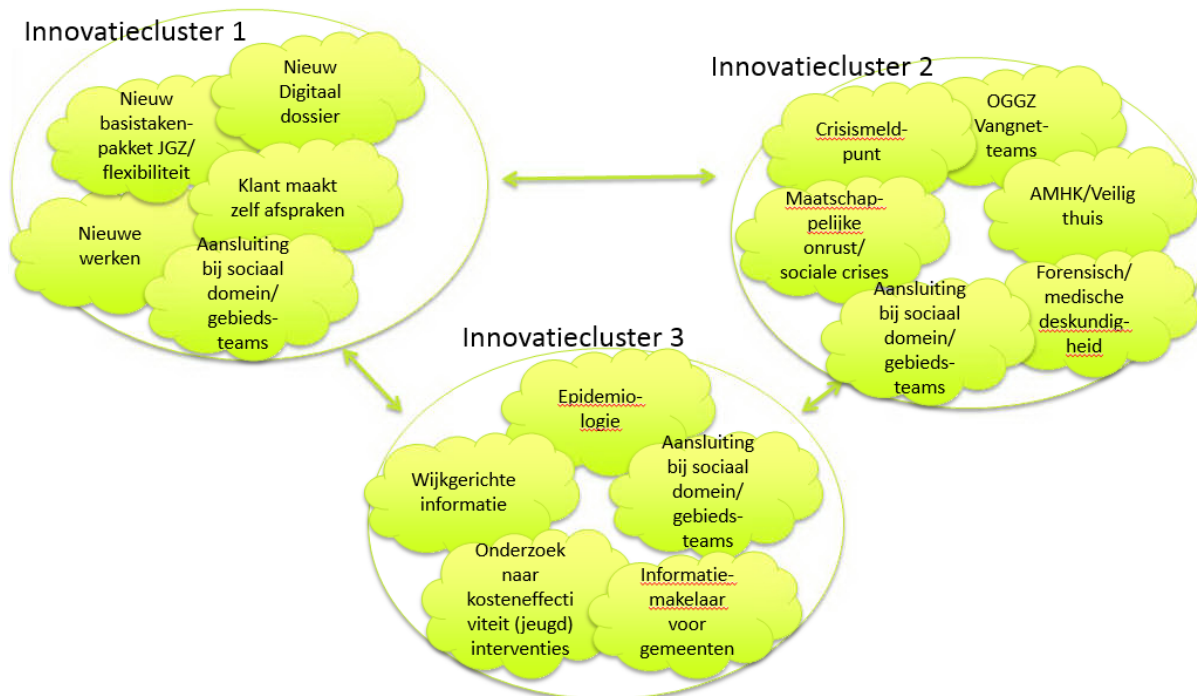 Innovatiecluster 1
Nieuw
Digitaal
dossier
Nieuw
basistaken-
pakket JGZ/
flexibiliteit
Klant maakt
zelf afspraken
Nieuwe
werken
Aansluiting
bij sociaal
domein/
gebieds-
teams
Innovatiecluster 2
OGGZ
Vangnet-
teams
Crisismeld-
punt
AMHK/Veilig
thuis
Maatschap-
pelijke
onrust/
sociale crises
Forensisch/
medische
deskundig-
heid
Aansluiting
bij sociaal
domein/
gebieds-
teams
Innovatiecluster 3
Epidemio-
logie
Aansluiting
bij sociaal
domein/
gebieds-
teams
Wijkgerichte
informatie
Onderzoek
naar
kosteneffecti
viteit (jeugd)
interventies
Informatie-
makelaar
voor
gemeenten